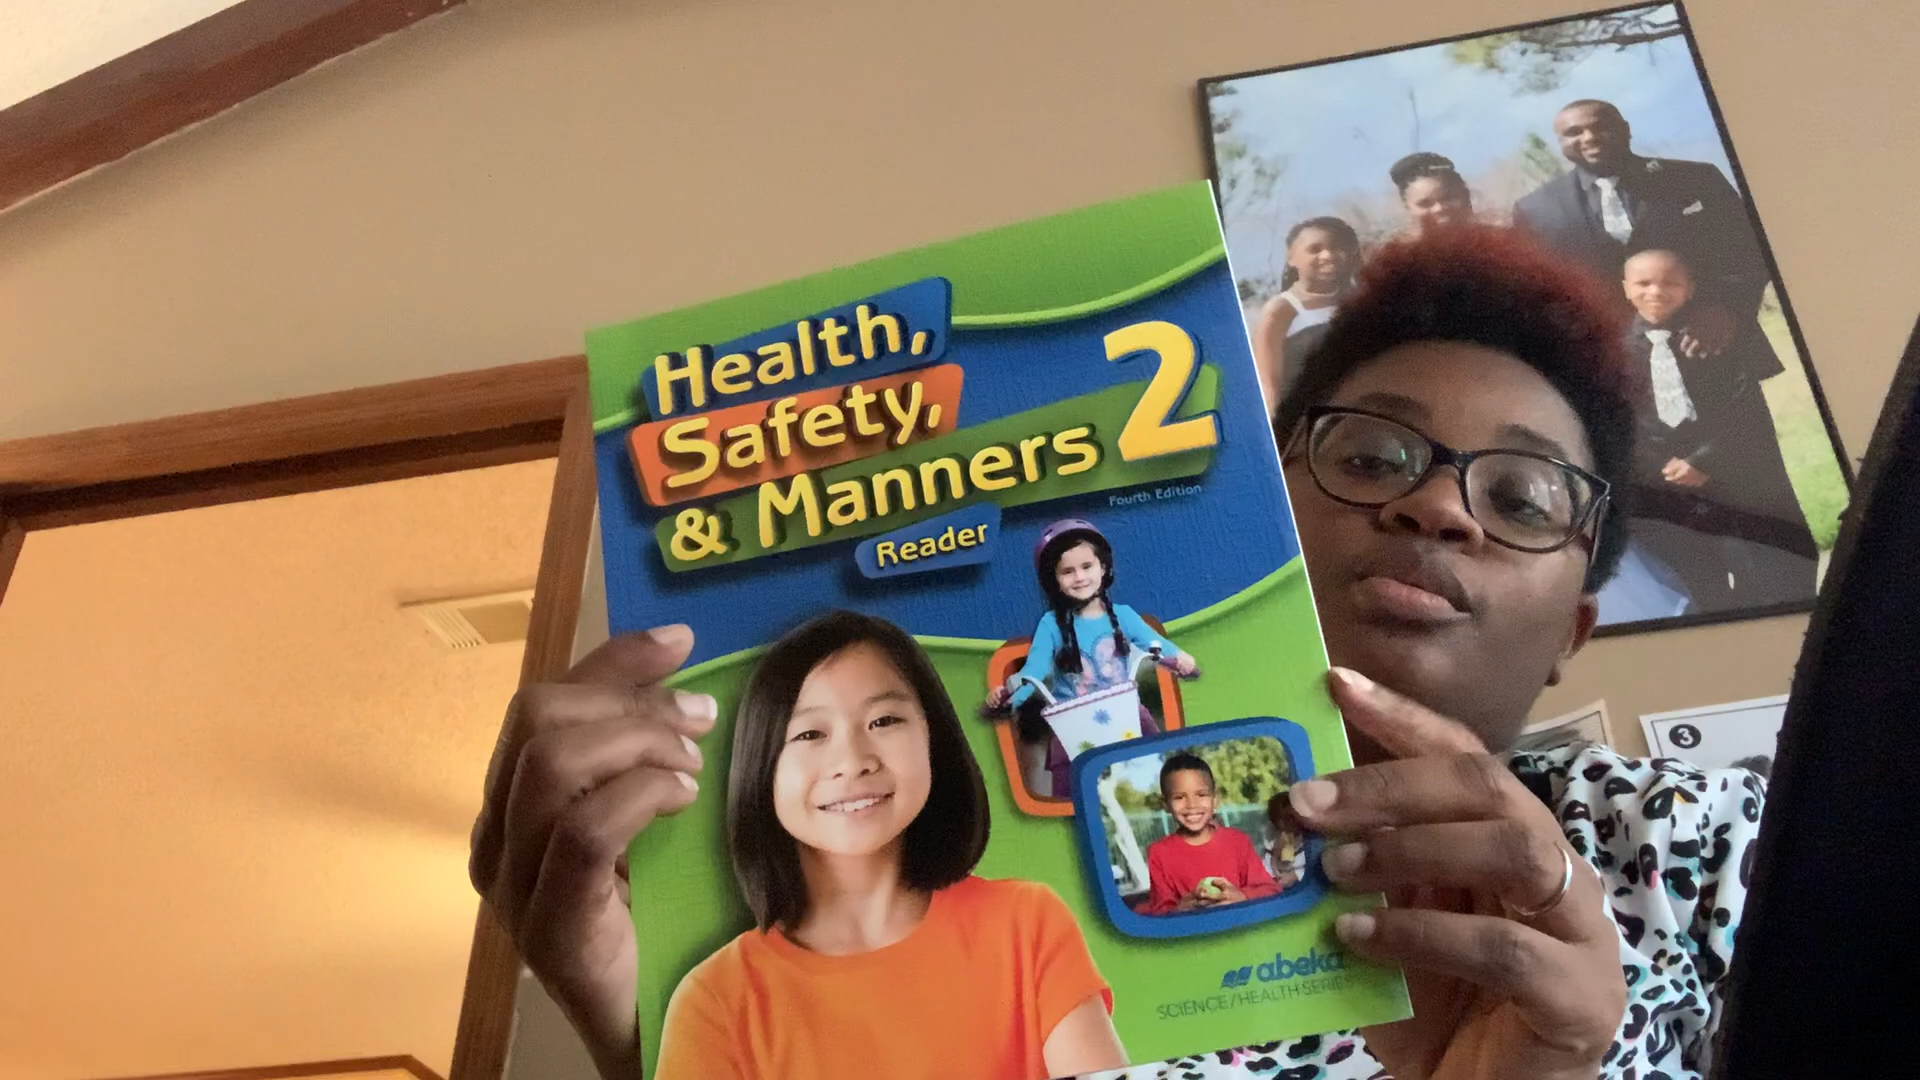 Health,
Safety,
& Manners 2
Fourth Edition
Reader
abeka
SCIENCE/HEALTH SERIES
3